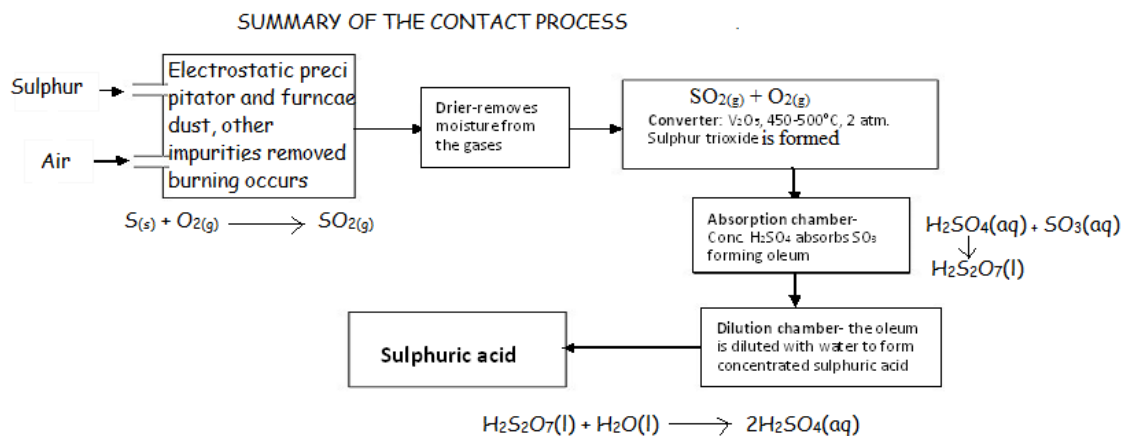 SUMMARY OF THE CONTACT PROCESS
Sulphur
Air
Electrostatic preci
pitator and furncae
dust, other
impurities removed
burning occurs
S(s) + O2(g) ⟶ SO2(g)
Drier-removes
moisture from
the gases
SO2(g) + O2(g)
Converter: V₂O₅, 450-500°C, 2 atm.
Sulphur trioxide is formed
Absorption chamber-
Conc. H₂SO₄ absorbs SO₃
forming oleum
H2SO4(aq) + SO3(aq)
↓
H2S2O7(l)
Dilution chamber- the oleum
is diluted with water to form
concentrated sulphuric acid
Sulphuric acid
H2S2O7(l) + H2O(l) ⟶ 2H2SO4(aq)